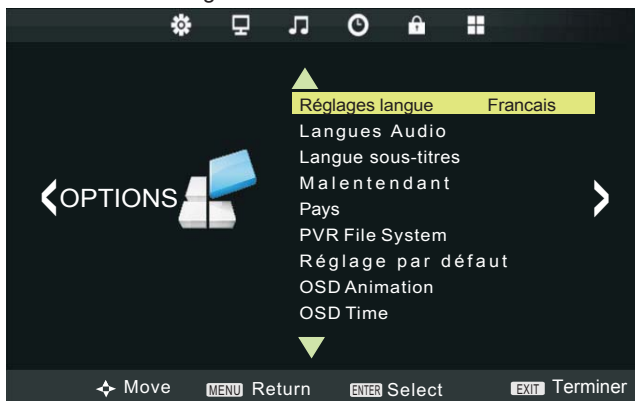 Réglages langue Francais
Langues Audio
Langue sous-titres
Malentendant
OPTIONS
Pays
PVR File System
Réglage par défaut
OSD Animation
OSD Time
Move MENU Return ENTER Select EXIT Terminer